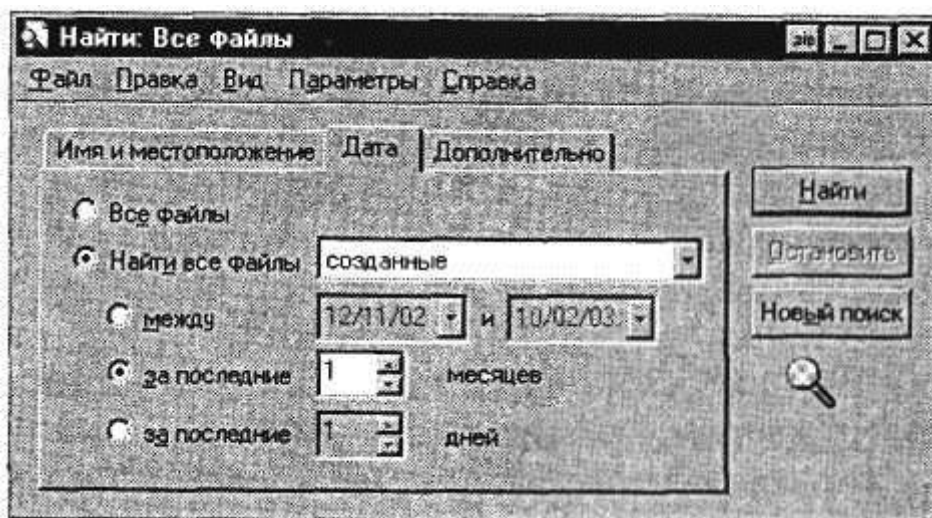 Найти: Все файлы
Файл Правка Вид Параметры Справка
Имя и местоположение Дата Дополнительно
Все файлы
Найти все файлы созданные
между 12/11/02 и 10/02/03
за последние 1 месяцев
за последние 1 дней
Найти
Остановить
Новый поиск